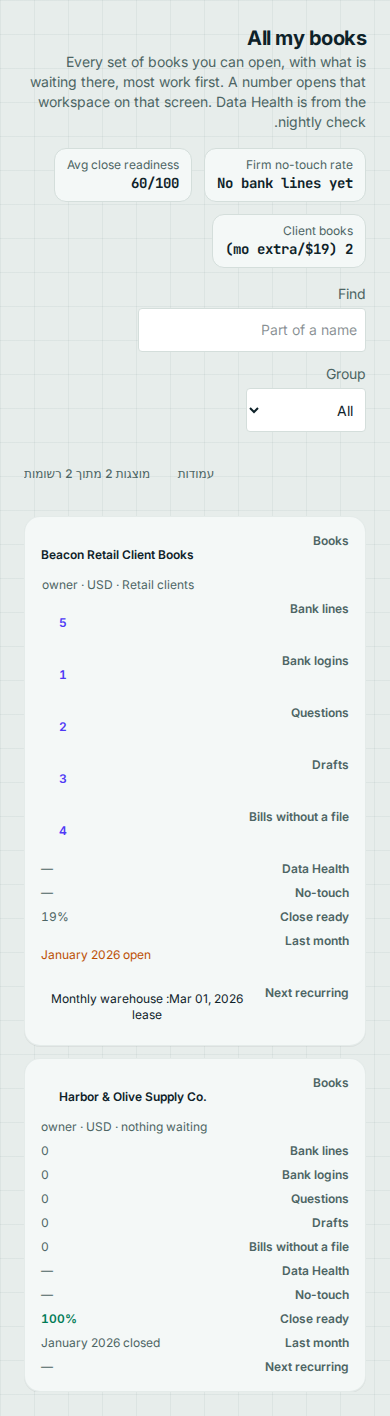 All my books
Every set of books you can open, with what is
waiting there, most work first. A number opens that
workspace on that screen. Data Health is from the
.nightly check
Firm no-touch rate
No bank lines yet
Avg close readiness
60/100
Client books
(mo extra/$19) 2
Find
Part of a name
Group
All
עמודות
מוצגות 2 מתוך 2 רשומות
Books
Beacon Retail Client Books
owner · USD · Retail clients
Bank lines
5
Bank logins
1
Questions
2
Drafts
3
Bills without a file
4
Data Health
—
No-touch
—
Close ready
19%
Last month
January 2026 open
Next recurring
Monthly warehouse :Mar 01, 2026
lease
Books
Harbor & Olive Supply Co.
owner · USD · nothing waiting
Bank lines
0
Bank logins
0
Questions
0
Drafts
0
Bills without a file
0
Data Health
—
No-touch
—
Close ready
100%
Last month
January 2026 closed
Next recurring
—